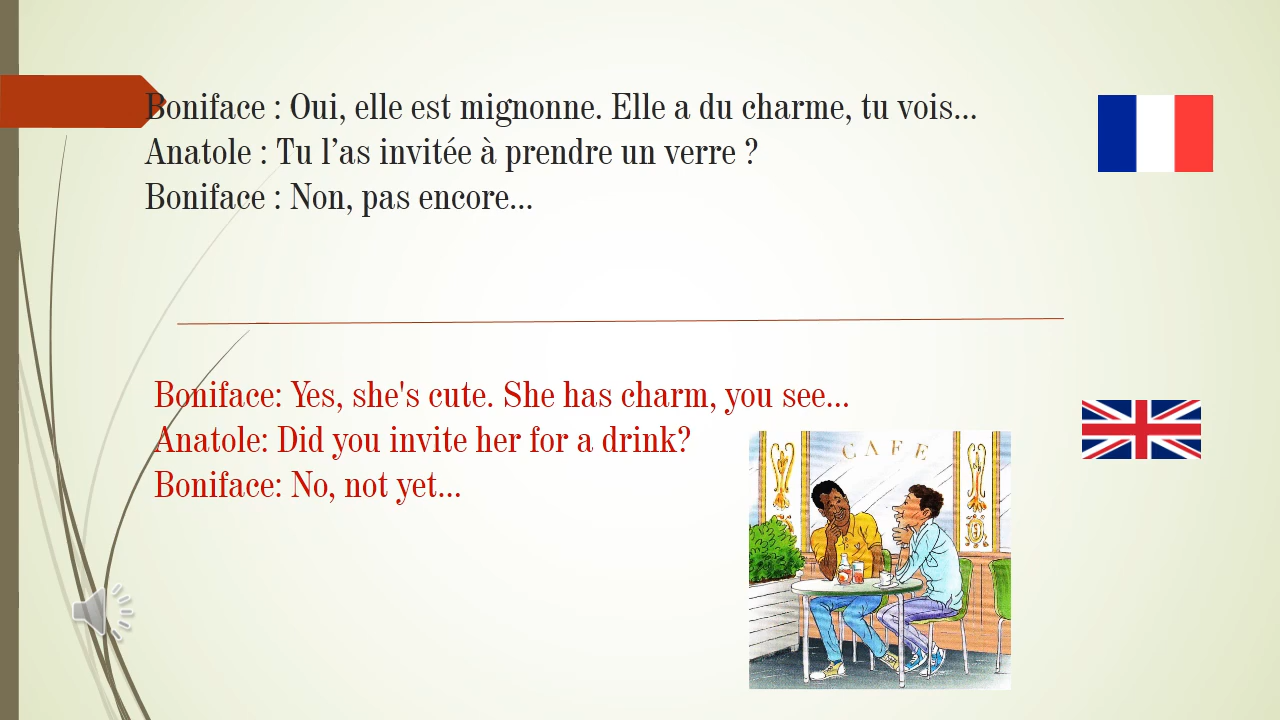 Boniface : Oui, elle est mignonne. Elle a du charme, tu vois...
Anatole : Tu l’as invitée à prendre un verre ?
Boniface : Non, pas encore...
Boniface: Yes, she's cute. She has charm, you see...
Anatole: Did you invite her for a drink?
Boniface: No, not yet...
CAFE